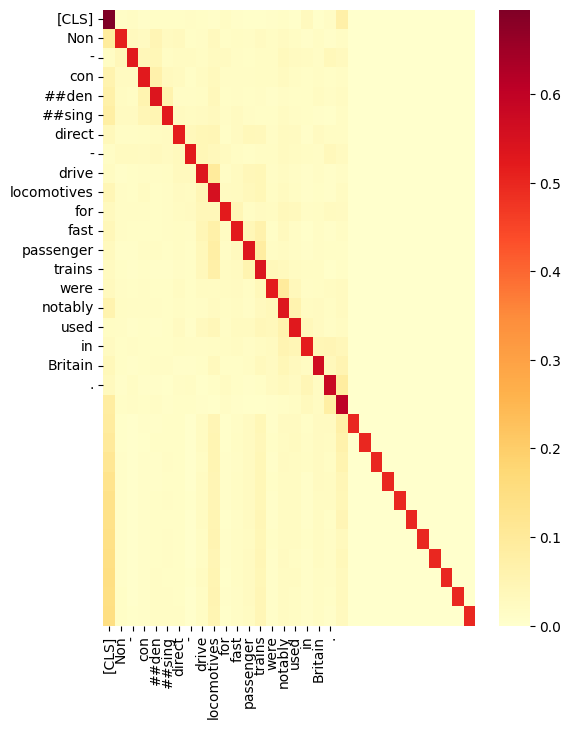 [CLS]
Non
-
con
##den
##sing
direct
-
drive
locomotives
for
fast
passenger
trains
were
notably
used
in
Britain
.
[CLS]
Non
-
con
##den
##sing
direct
-
drive
locomotives
for
fast
passenger
trains
were
notably
used
in
Britain
.
0.6
0.5
0.4
0.3
0.2
0.1
0.0